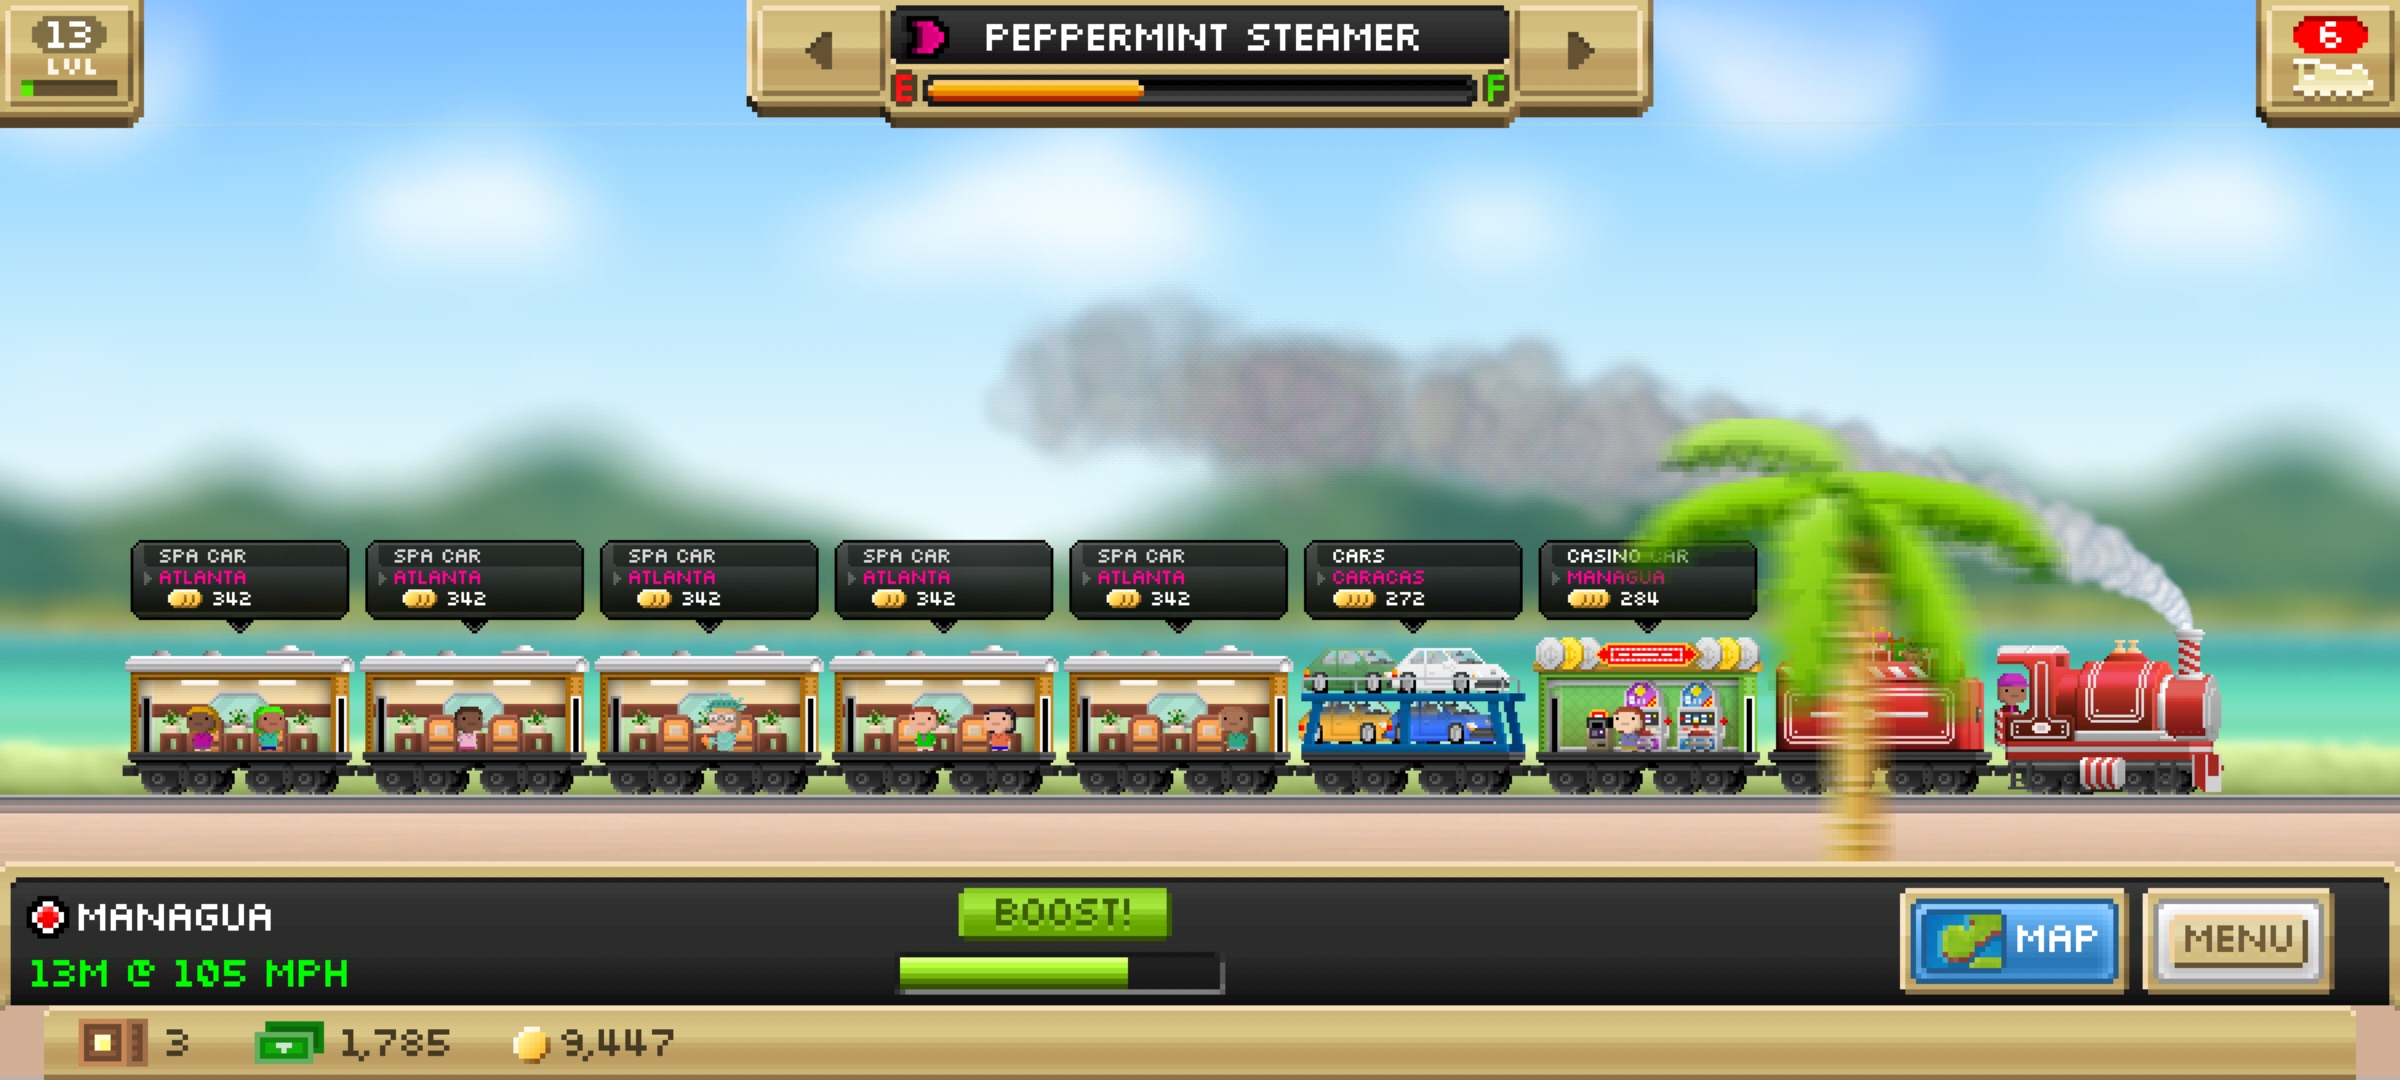 13
LVL
PEPPERMINT STEAMER
E F
6
SPA CAR
ATLANTA
342
SPA CAR
ATLANTA
342
SPA CAR
ATLANTA
342
SPA CAR
ATLANTA
342
SPA CAR
ATLANTA
342
CARS
CARACAS
272
CASINO CAR
MANAGUA
284
MANAGUA
13M @ 105 MPH
BOOST!
MAP
MENU
3 1,785 9,447